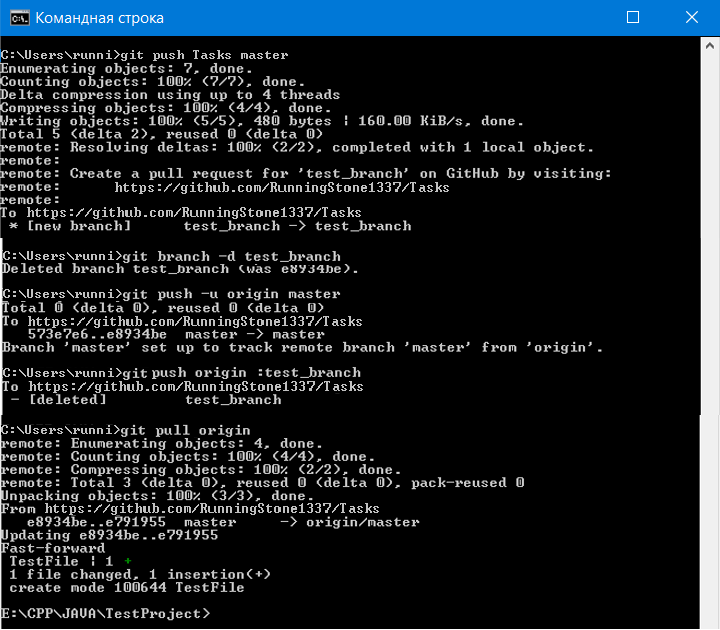 Командная строка
C:\Users\runni>git push Tasks master
Enumerating objects: 7, done.
Counting objects: 100% (7/7), done.
Delta compression using up to 4 threads
Compressing objects: 100% (4/4), done.
Writing objects: 100% (5/5), 480 bytes | 160.00 KiB/s, done.
Total 5 (delta 2), reused 0 (delta 0)
remote: Resolving deltas: 100% (2/2), completed with 1 local object.
remote:
remote: Create a pull request for 'test_branch' on GitHub by visiting:
remote:      https://github.com/RunningStone1337/Tasks
remote:
To https://github.com/RunningStone1337/Tasks
 * [new branch]      test_branch -> test_branch
C:\Users\runni>git branch -d test_branch
Deleted branch test_branch (was e8934be).
C:\Users\runni>git push -u origin master
Total 0 (delta 0), reused 0 (delta 0)
To https://github.com/RunningStone1337/Tasks
   573e7e6..e8934be  master -> master
Branch 'master' set up to track remote branch 'master' from 'origin'.
C:\Users\runni>git push origin :test_branch
To https://github.com/RunningStone1337/Tasks
 - [deleted]         test_branch
C:\Users\runni>git pull origin
remote: Enumerating objects: 4, done.
remote: Counting objects: 100% (4/4), done.
remote: Compressing objects: 100% (2/2), done.
remote: Total 3 (delta 0), reused 0 (delta 0), pack-reused 0
Unpacking objects: 100% (3/3), done.
From https://github.com/RunningStone1337/Tasks
   e8934be..e791955  master     -> origin/master
Updating e8934be..e791955
Fast-forward
 TestFile | 1 +
 1 file changed, 1 insertion(+)
 create mode 100644 TestFile
E:\CPP\JAVA\TestProject>